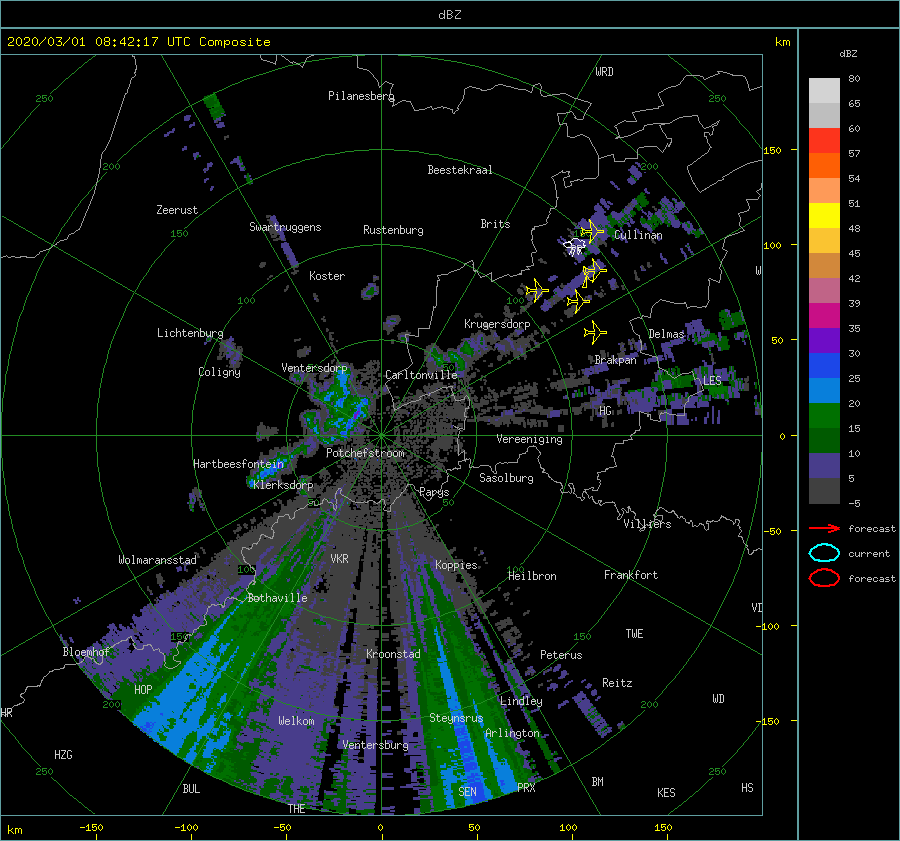 dBZ
2020/03/01 08:42:17 UTC Composite
km
dBZ
WRD
80
250
Pilanesberg
250
65
60
150
57
200
Beestekraal
200
54
Zeerust
51
Swartruggens
Rustenburg
Brits
150
Cullinan
48
100
45
W
Koster
42
100
100
39
Krugersdorp
35
Lichtenburg
Delmas
50
30
Brakpan
Coligny
Ventersdorp
Carltonville
LES
25
20
HG
15
Vereeniging
0
Potchefstroom
10
Hartbeesfontein
Sasolburg
5
Klerksdorp
Parys
50
50
-5
Villiers
forecast
-50
Wolmaransstad
VKR
Koppies
current
100
100
Heilbron
Frankfort
forecast
Bothaville
VD
-100
150
150
TWE
Bloemhof
Kroonstad
Peterus
HOP
Reitz
WD
200
Lindley
200
HR
Welkom
Steynsrus
-150
Arlington
HZG
Ventersburg
250
250
BUL
SEN
PRX
BM
KES
HS
THE
km
-150
-100
-50
0
50
100
150